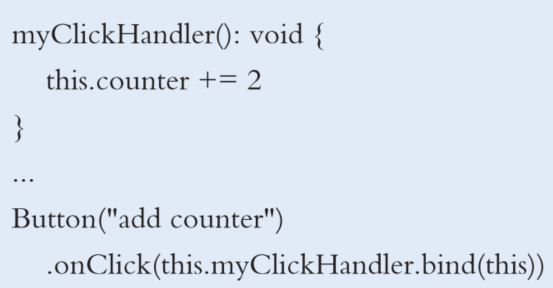 myClickHandler(): void {
this.counter += 2
}
...
Button("add counter")
.onClick(this.myClickHandler.bind(this))